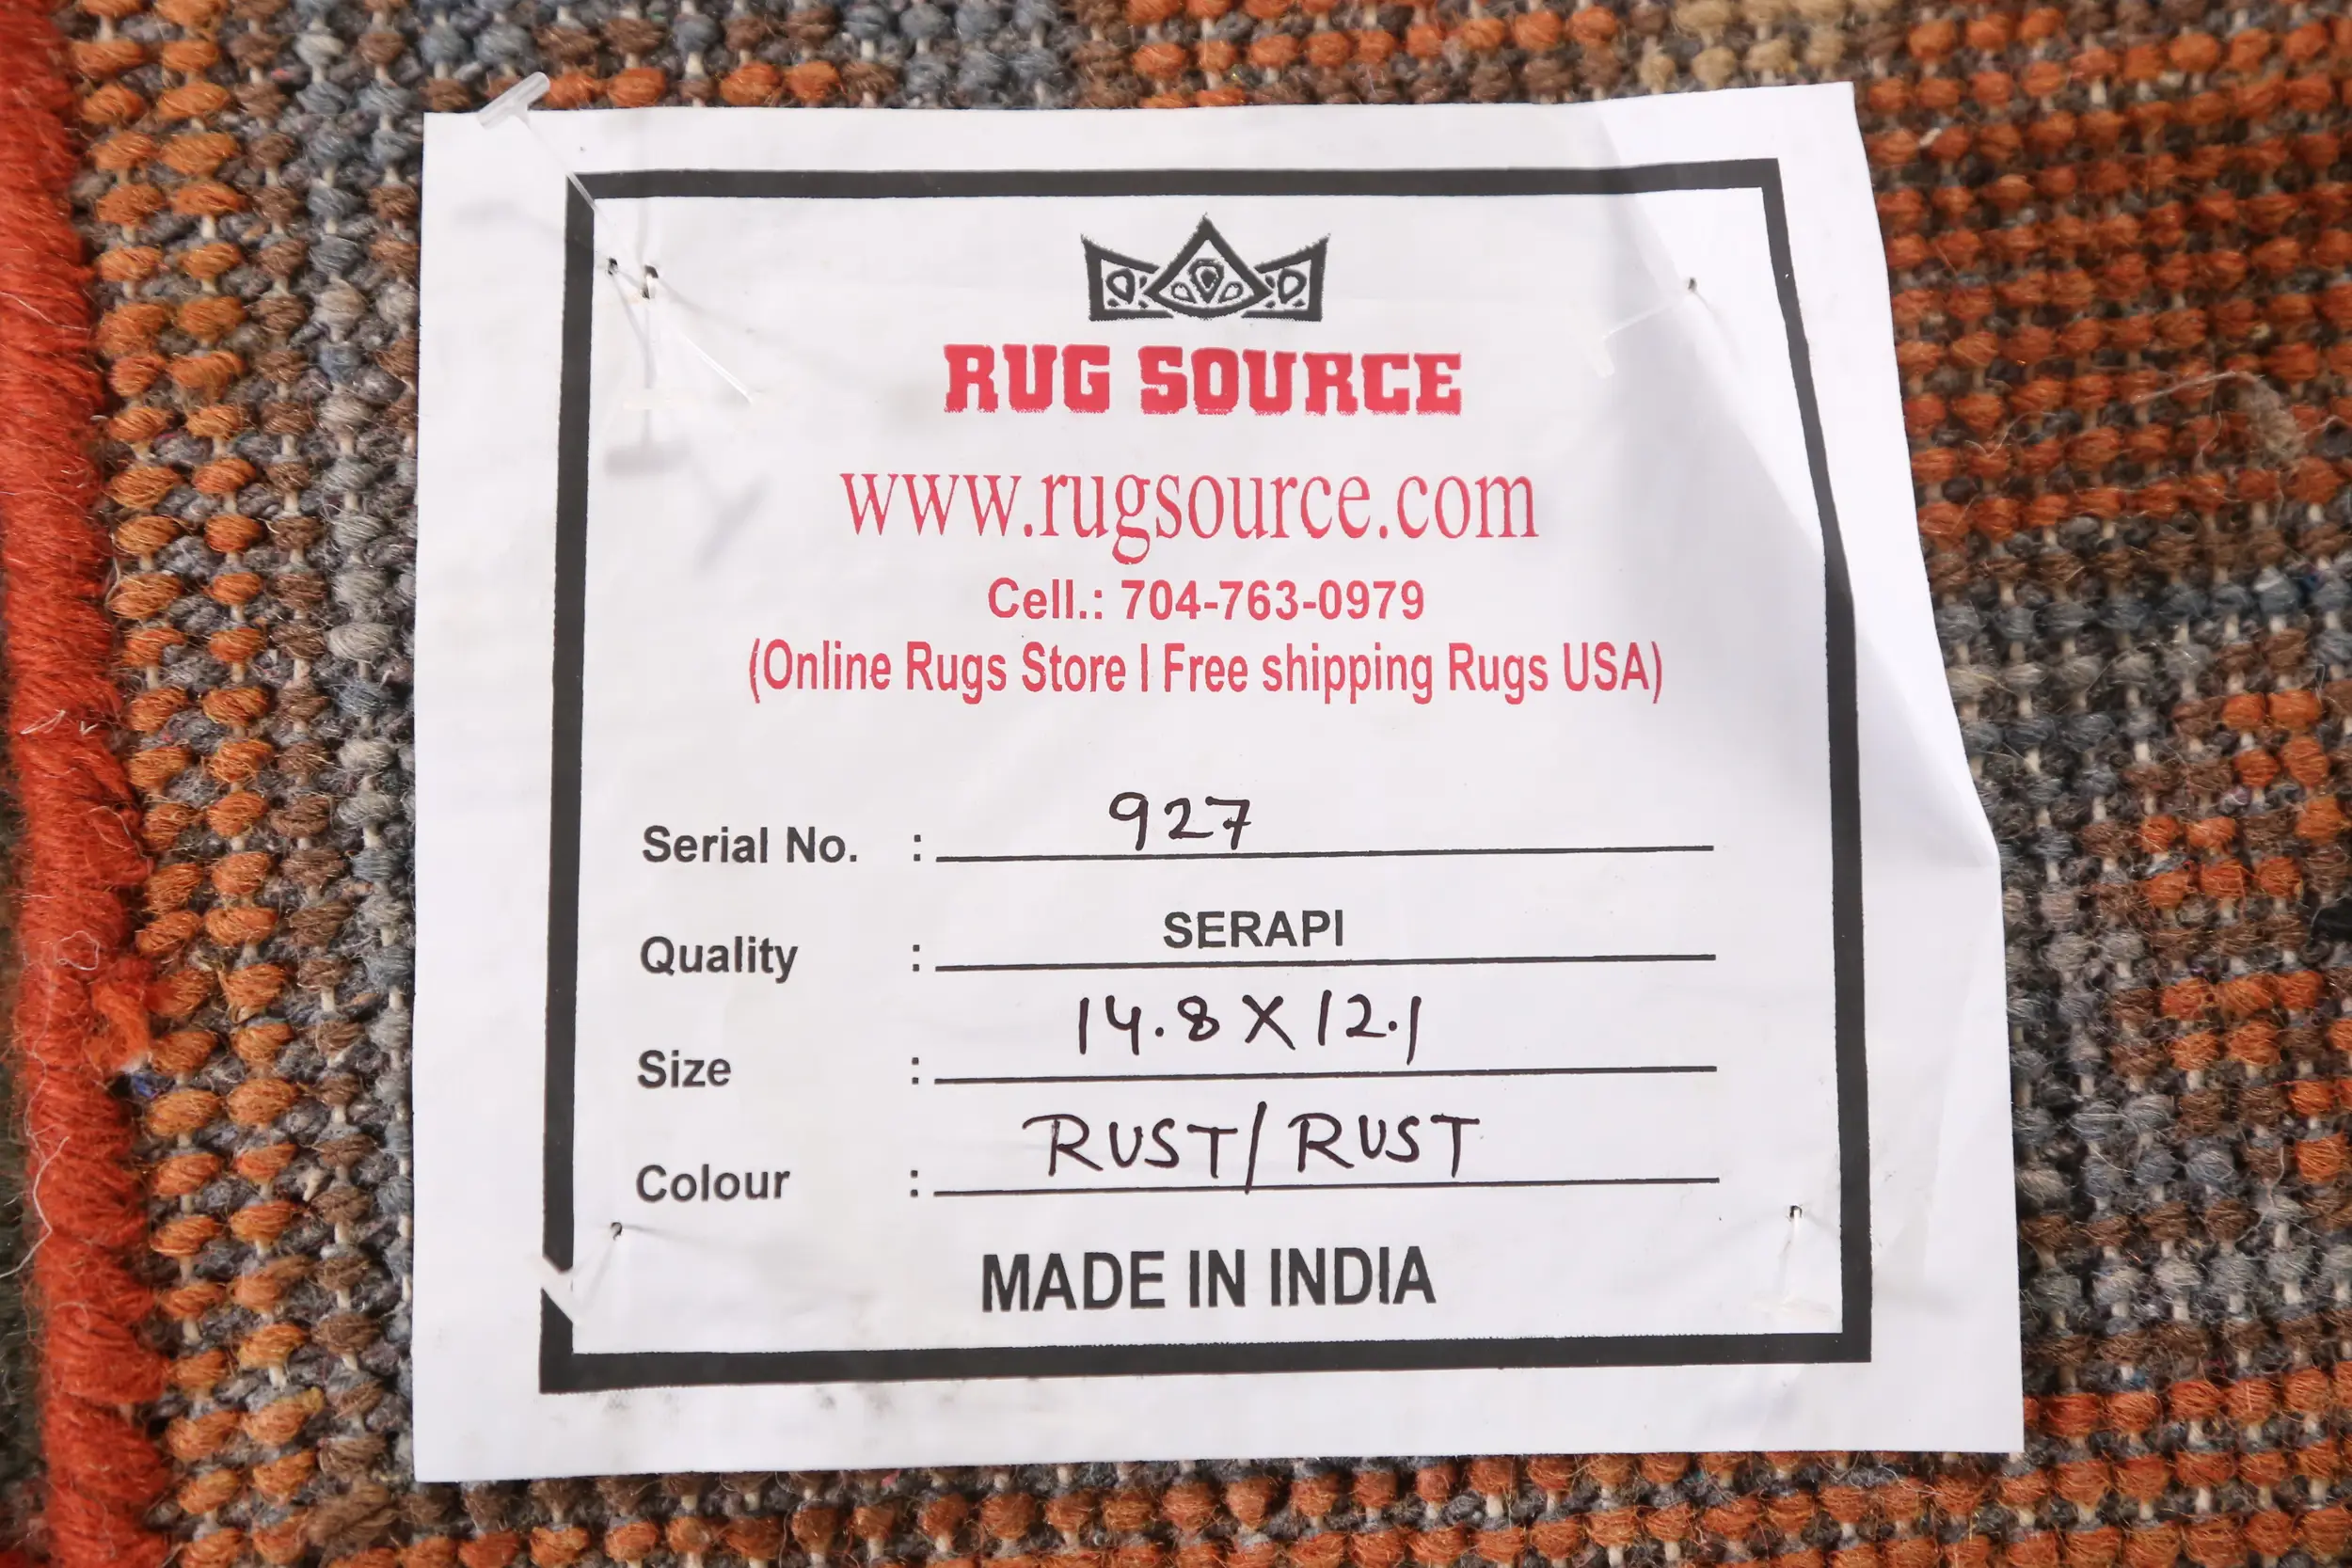 RUG SOURCE
www.rugsource.com
Cell.: 704-763-0979
(Online Rugs Store I Free shipping Rugs USA)
Serial No. : 927
Quality : SERAPI
Size : 14.8 X 12.1
Colour : RUST/RUST
MADE IN INDIA